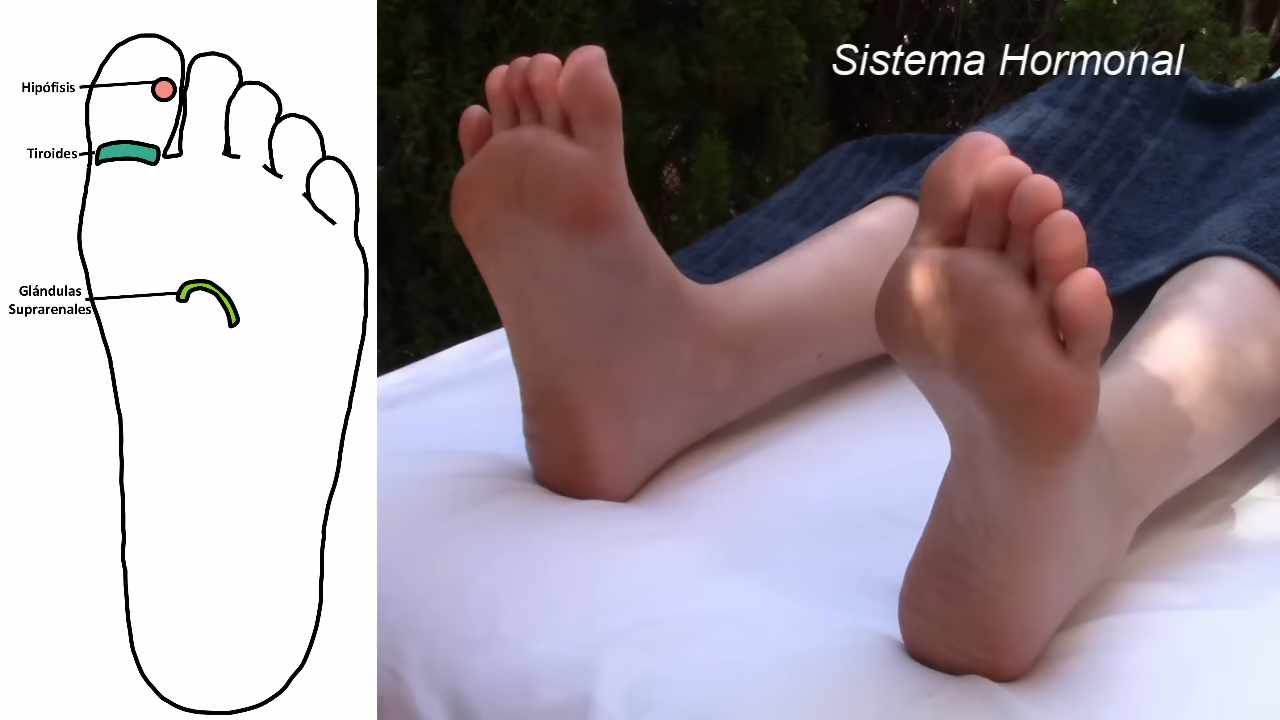 Sistema Hormonal
Hipófisis
Tiroides
Glándulas
Suprarenales